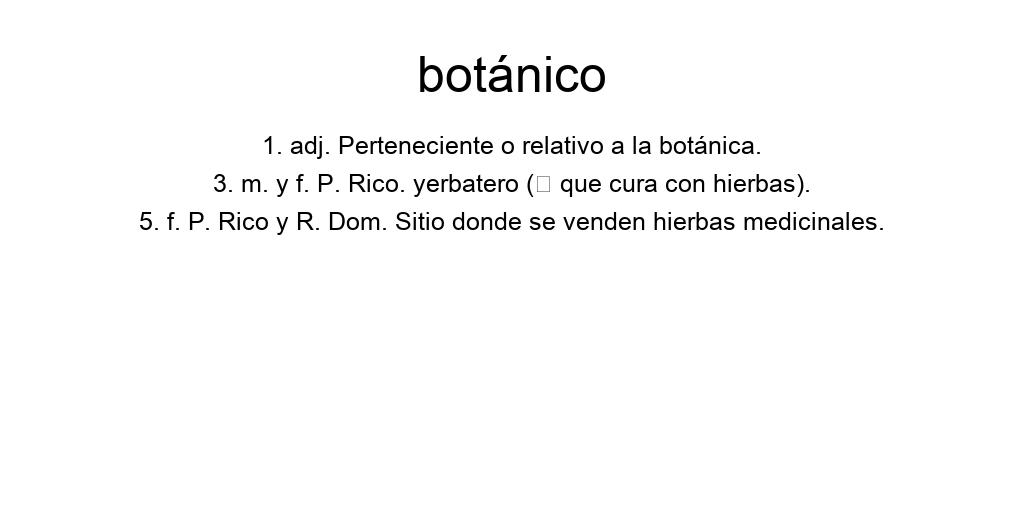 botánico
1. adj. Perteneciente o relativo a la botánica.
3. m. y f. P. Rico. yerbatero (□ que cura con hierbas).
5. f. P. Rico y R. Dom. Sitio donde se venden hierbas medicinales.